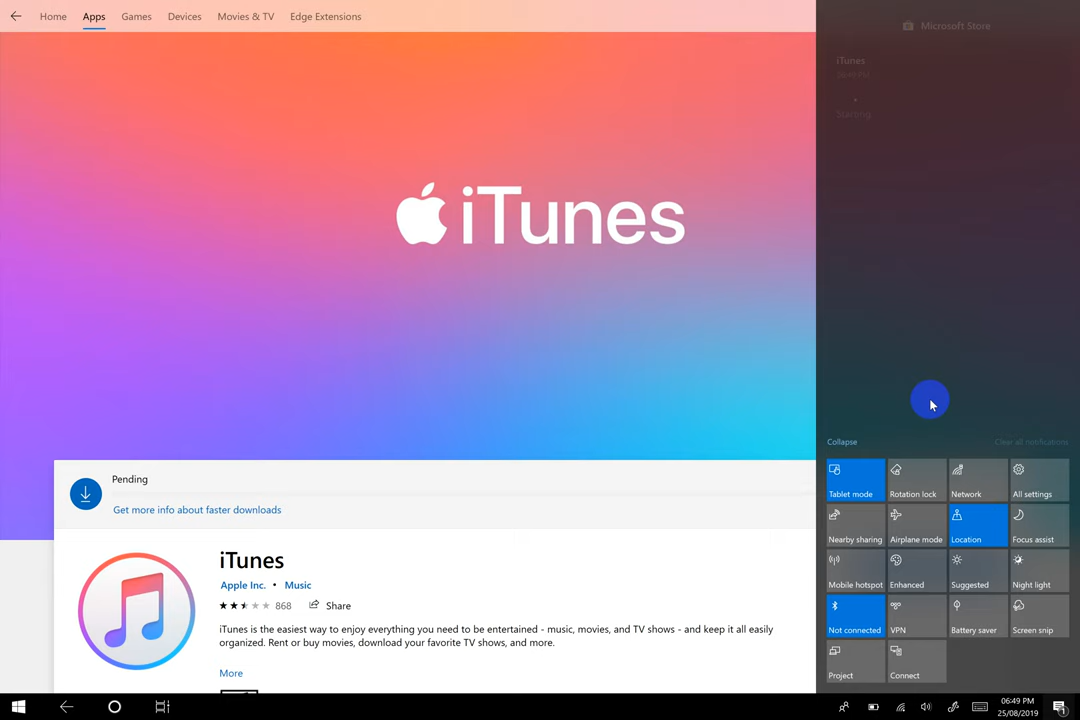 Home Apps Games Devices Movies & TV Edge Extensions
iTunes
Pending
Get more info about faster downloads
iTunes
Apple Inc. • Music
868 Share
iTunes is the easiest way to enjoy everything you need to be entertained - music, movies, and TV shows - and keep it all easily
organized. Rent or buy movies, download your favorite TV shows, and more.
More
Microsoft Store
iTunes
06:49 PM
Starting
Collapse Clear all notifications
Tablet mode Rotation lock Network All settings
Nearby sharing Airplane mode Location Focus assist
Mobile hotspot Enhanced Suggested Night light
Not connected VPN Battery saver Screen snip
Project Connect
06:49 PM
25/08/2019
1